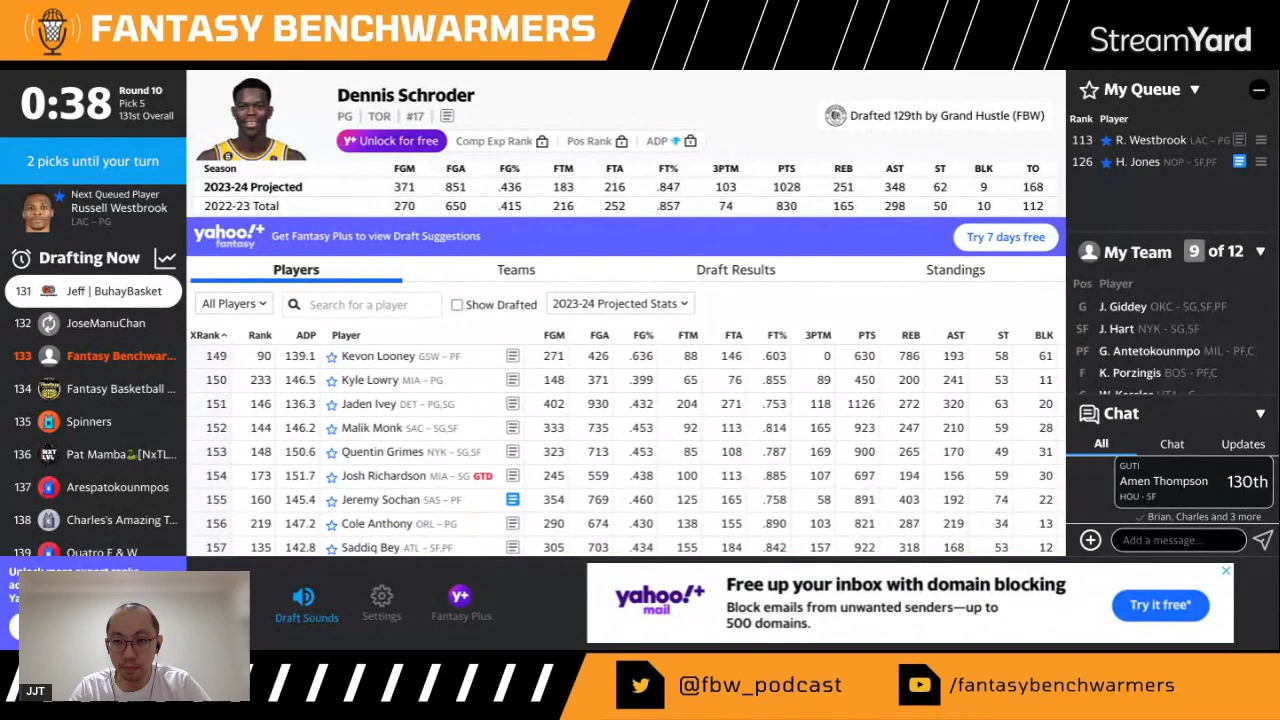 FANTASY BENCHWARMERS
StreamYard
0:38
Round 10
Pick 5
131st Overall
2 picks until your turn
Next Queued Player
Russell Westbrook
LAC – PG
Drafting Now
131 Jeff | BuhayBasket
132 JoseManuChan
133 Fantasy Benchwar...
134 Fantasy Basketball ...
135 Spinners
136 Pat Mamba🐍[NxTL...
137 Arespatokounmpos
138 Charles's Amazing T...
139 Quatro E & W
Dennis Schroder
PG | TOR | #17
Y+ Unlock for free Comp Exp Rank Pos Rank ADP
Drafted 129th by Grand Hustle (FBW)
Season FGM FGA FG% FTM FTA FT% 3PTM PTS REB AST ST BLK TO
2023-24 Projected 371 851 .436 183 216 .847 103 1028 251 348 62 9 168
2022-23 Total 270 650 .415 216 252 .857 74 830 165 298 50 10 112
yahoo!+ fantasy Get Fantasy Plus to view Draft Suggestions Try 7 days free
Players Teams Draft Results Standings
All Players Search for a player Show Drafted 2023-24 Projected Stats
XRank Rank ADP Player FGM FGA FG% FTM FTA FT% 3PTM PTS REB AST ST BLK
149 90 139.1 Kevon Looney GSW – PF 271 426 .636 88 146 .603 0 630 786 193 58 61
150 233 146.5 Kyle Lowry MIA – PG 148 371 .399 65 76 .855 89 450 200 241 53 11
151 146 136.3 Jaden Ivey DET – PG,SG 402 930 .432 204 271 .753 118 1126 272 320 63 20
152 144 146.2 Malik Monk SAC – SG,SF 333 735 .453 92 113 .814 165 923 247 210 59 28
153 148 150.6 Quentin Grimes NYK – SG,SF 323 713 .453 85 108 .787 169 900 265 170 49 31
154 173 151.7 Josh Richardson MIA – SG GTD 245 559 .438 100 113 .885 107 697 194 156 59 30
155 160 145.4 Jeremy Sochan SAS – PF 354 769 .460 125 165 .758 58 891 403 192 74 22
156 219 147.2 Cole Anthony ORL – PG 290 674 .430 138 155 .890 103 821 287 219 34 13
157 135 142.8 Saddiq Bey ATL – SF,PF 305 703 .434 155 184 .842 157 922 318 168 53 12
My Queue
Rank Player
113 R. Westbrook LAC – PG
126 H. Jones NOP – SF,PF
My Team 9 of 12
Pos Player
G J. Giddey OKC – SG,SF,PF
SF J. Hart NYK – SG,SF
PF G. Antetokounmpo MIL – PF,C
F K. Porzingis BOS – PF,C
Chat
All Chat Updates
GUTI
Amen Thompson 130th
HOU - SF
Brian, Charles and 3 more
Add a message...
Draft Sounds Settings Fantasy Plus
yahoo!+ mail
Free up your inbox with domain blocking
Block emails from unwanted senders—up to
500 domains.
Try it free*
JJT
@fbw_podcast
/fantasybenchwarmers